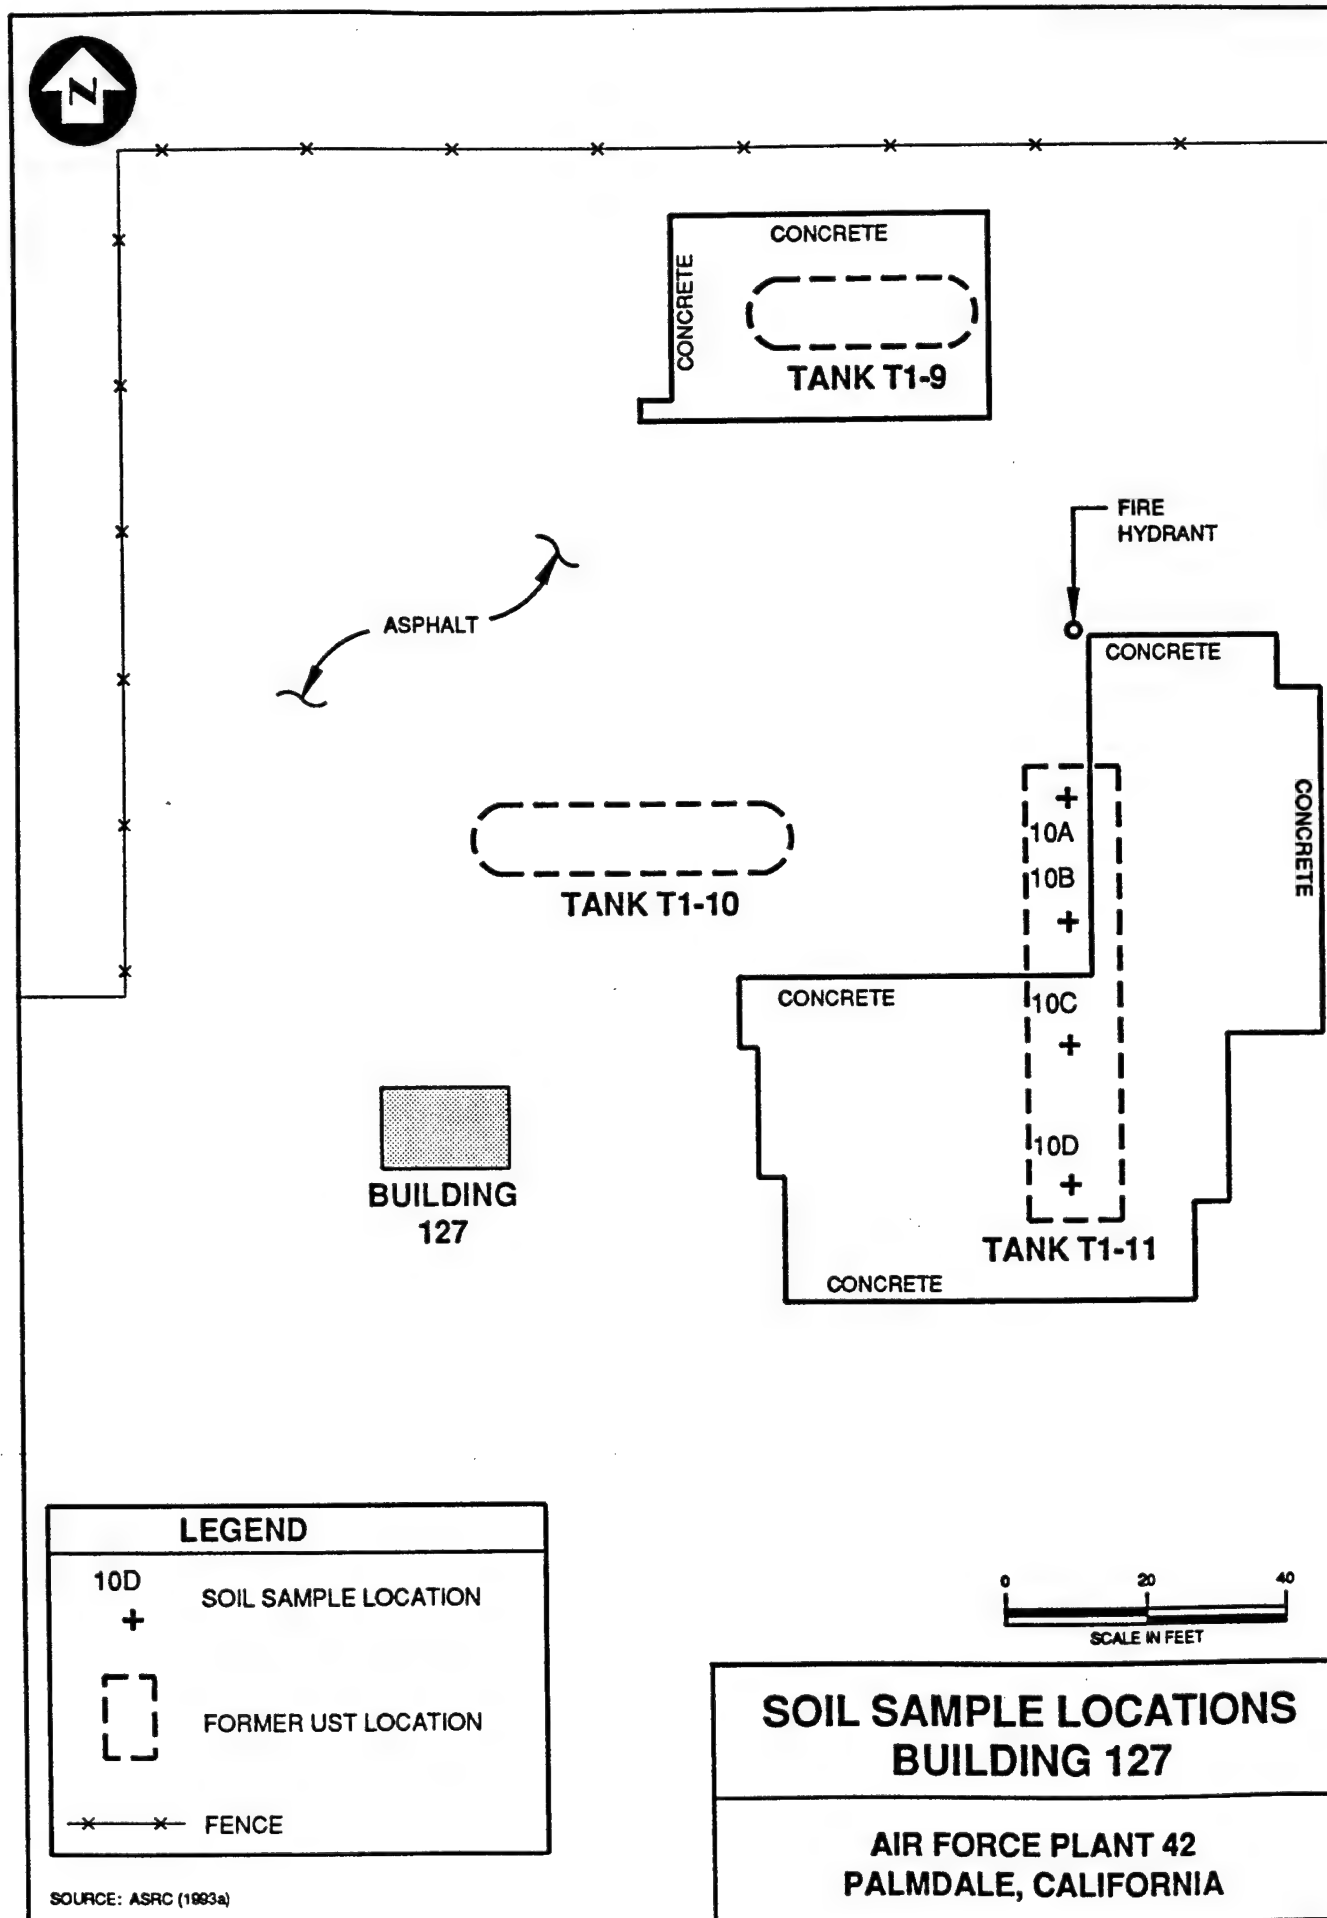 N
CONCRETE
CONCRETE
TANK T1-9
FIRE
HYDRANT
ASPHALT
CONCRETE
CONCRETE
10A
10B
TANK T1-10
CONCRETE
10C
10D
BUILDING
127
TANK T1-11
CONCRETE
LEGEND
10D
SOIL SAMPLE LOCATION
FORMER UST LOCATION
FENCE
0 20 40
SCALE IN FEET
SOIL SAMPLE LOCATIONS
BUILDING 127
AIR FORCE PLANT 42
PALMDALE, CALIFORNIA
SOURCE: ASRC (1993a)